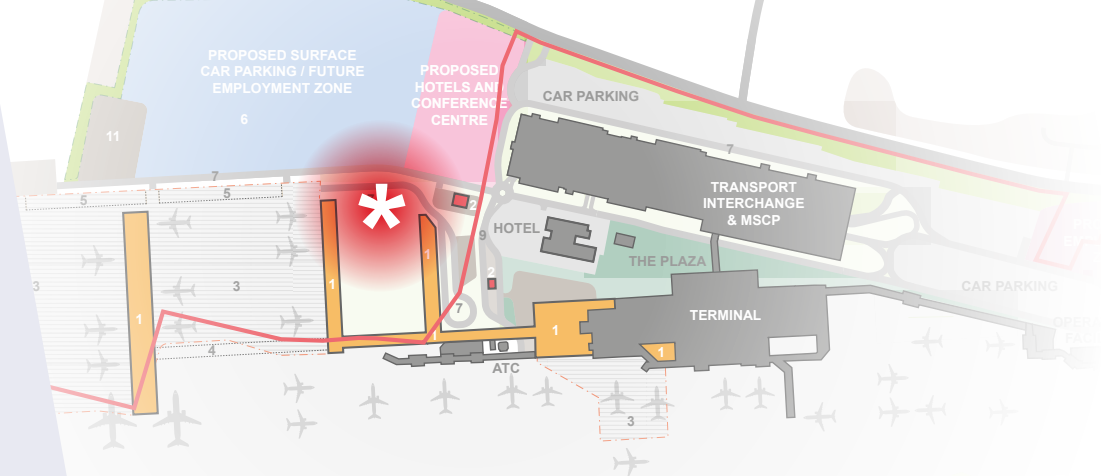 PROPOSED SURFACE
CAR PARKING / FUTURE
EMPLOYMENT ZONE
6
PROPOSED
HOTELS AND
CONFERENCE
CENTRE
CAR PARKING
11
7
7
5
5
TRANSPORT
INTERCHANGE
& MSCP
*
2
HOTEL
9
1
THE PLAZA
2
3
3
1
CAR PARKING
7
1
TERMINAL
1
1
4
1
ATC
3